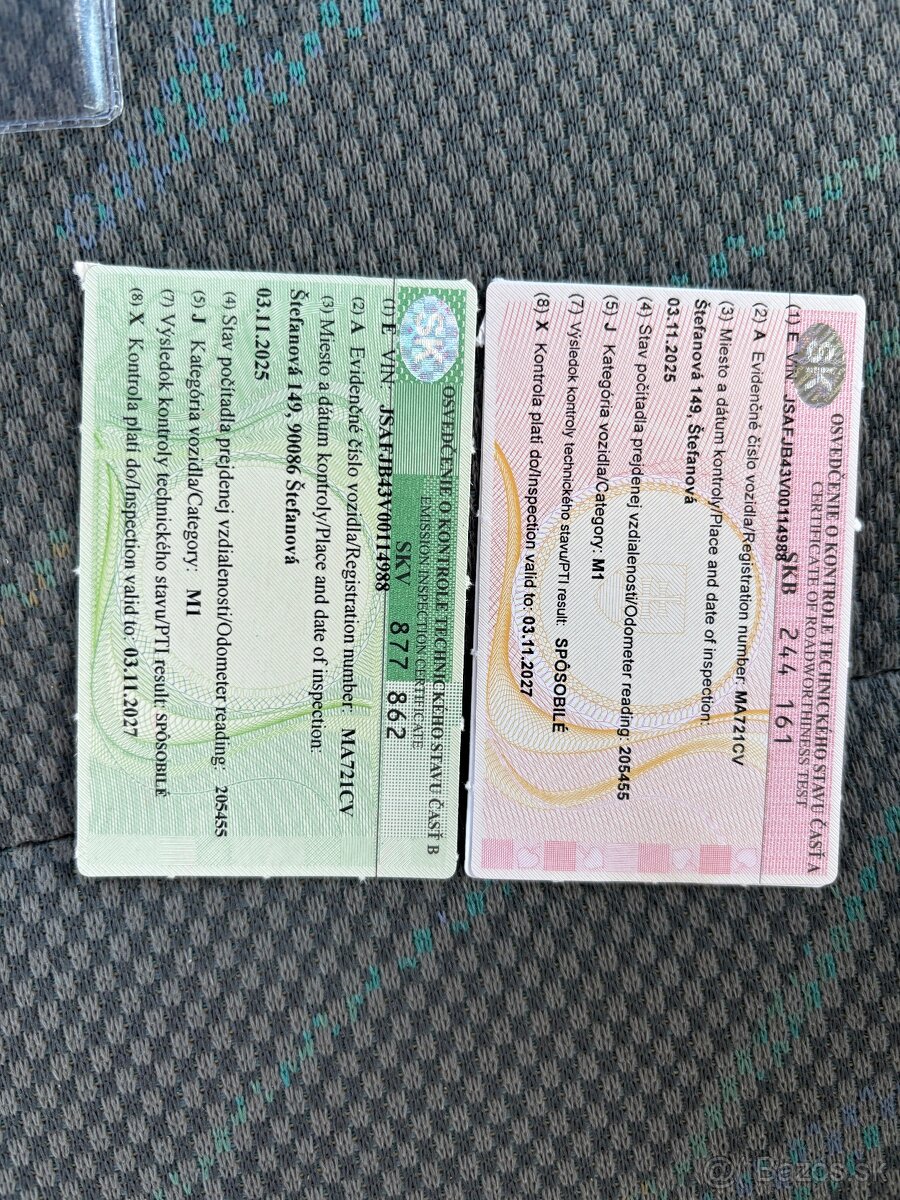 SK
OSVEDČENIE O KONTROLE TECHNICKÉHO STAVU ČASŤ A
CERTIFICATE OF ROADWORTHINESS TEST
SKB 244 161
(1) E VIN: JSAFJB43V00114988
(2) A Evidenčné číslo vozidla/Registration number: MA721CV
(3) Miesto a dátum kontroly/Place and date of inspection:
Štefanová 149, Štefanová
03.11.2025
(4) Stav počítadla prejdenej vzdialenosti/Odometer reading: 205455
(5) J Kategória vozidla/Category: M1
(7) Výsledok kontroly technického stavu/PTI result: SPÔSOBILÉ
(8) X Kontrola platí do/Inspection valid to: 03.11.2027
SK
OSVEDČENIE O KONTROLE TECHNICKÉHO STAVU ČASŤ B
EMISSION INSPECTION CERTIFICATE
SKV 877 862
(1) E VIN: JSAFJB43V00114988
(2) A Evidenčné číslo vozidla/Registration number: MA721CV
(3) Miesto a dátum kontroly/Place and date of inspection:
Štefanová 149, 90086 Štefanová
03.11.2025
(4) Stav počítadla prejdenej vzdialenosti/Odometer reading: 205455
(5) J Kategória vozidla/Category: M1
(7) Výsledok kontroly technického stavu/PTI result: SPÔSOBILÉ
(8) X Kontrola platí do/Inspection valid to: 03.11.2027
Bazos.sk